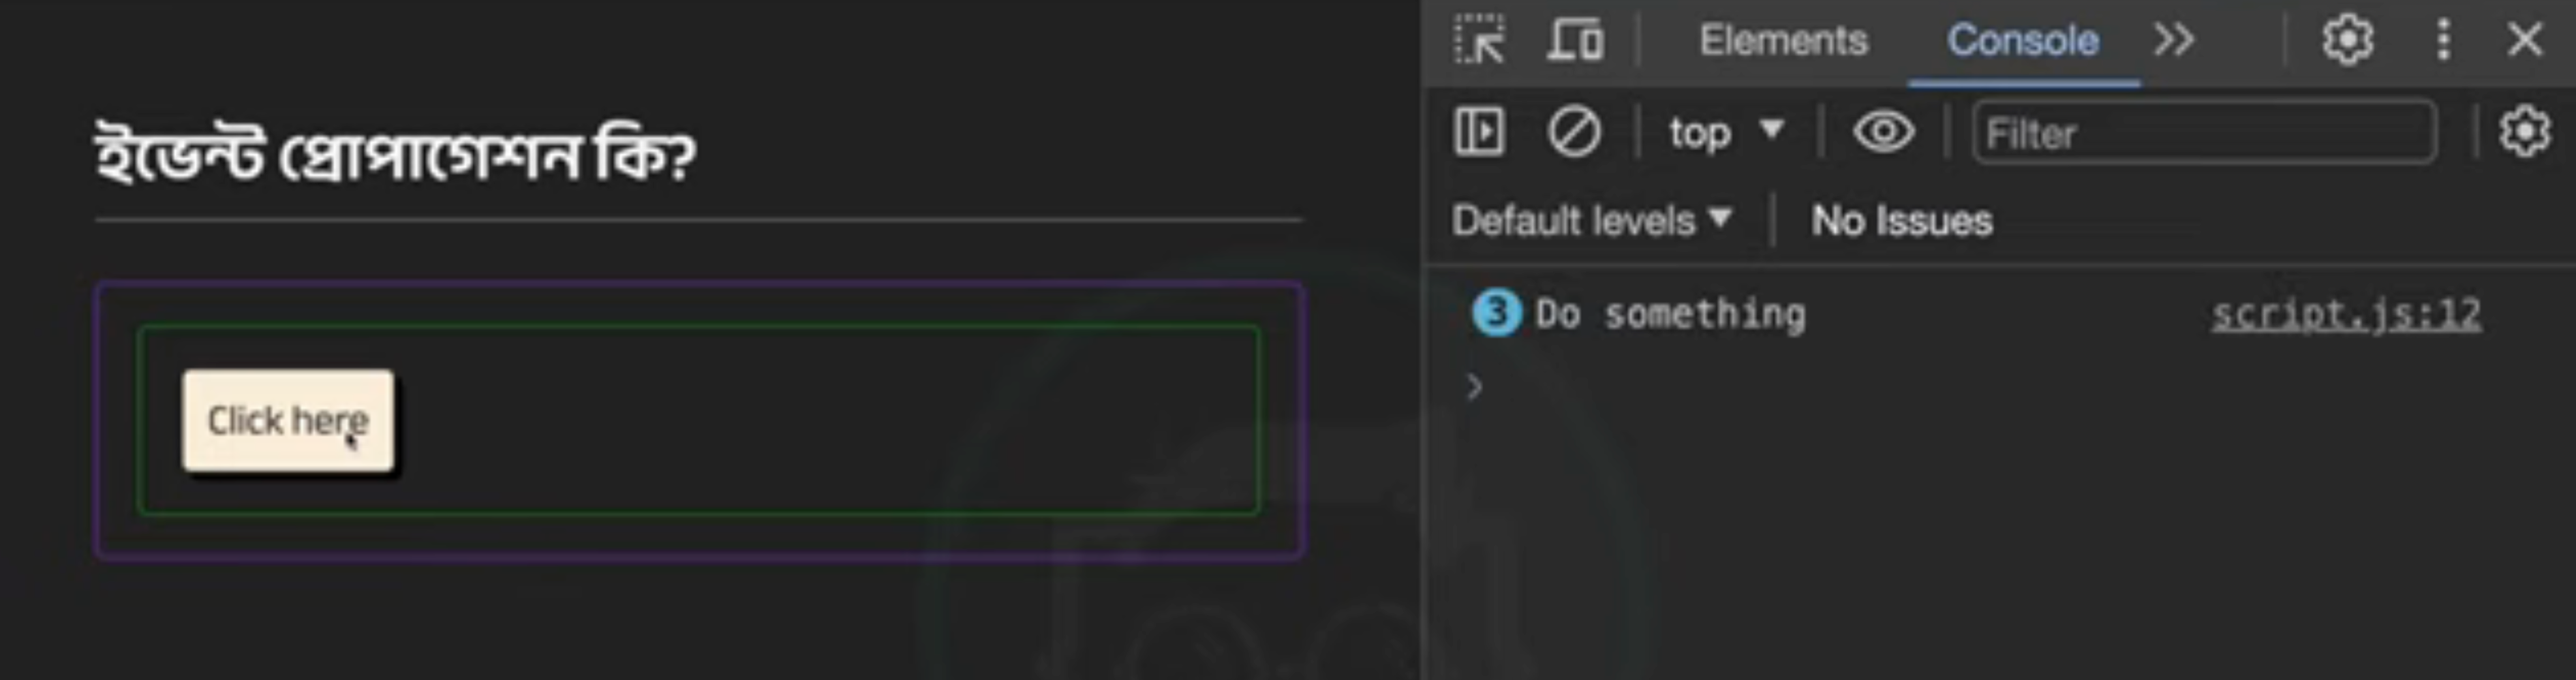 ইভেন্ট প্রোপাগেশন কি?
Click here
Elements Console
top Filter
Default levels No Issues
3 Do something script.js:12